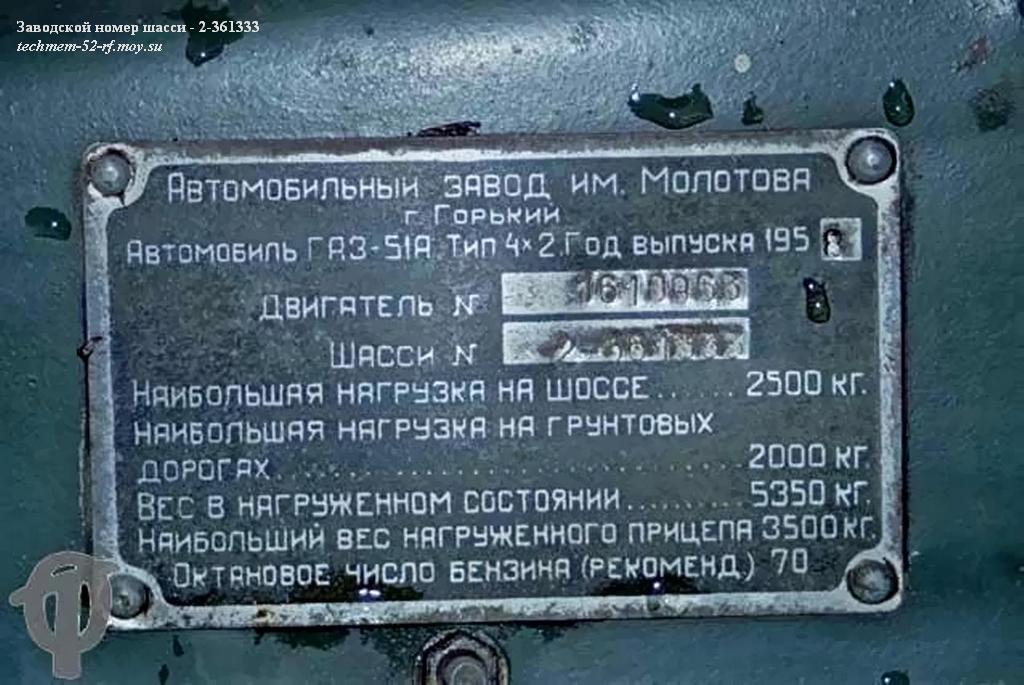 Заводской номер шасси - 2-361333
techmem-52-rf.moy.su
Автомобильный завод им. Молотова
г. Горький
Автомобиль ГАЗ-51А Тип 4×2. Год выпуска 195 8
Двигатель N
Шасси N
Наибольшая нагрузка на шоссе...... 2500 кг.
Наибольшая нагрузка на грунтовых
дорогах.............................. 2000 кг.
Вес в нагруженном состоянии......... 5350 кг.
Наибольший вес нагруженного прицепа 3500 кг.
Октановое число бензина (рекоменд.) 70